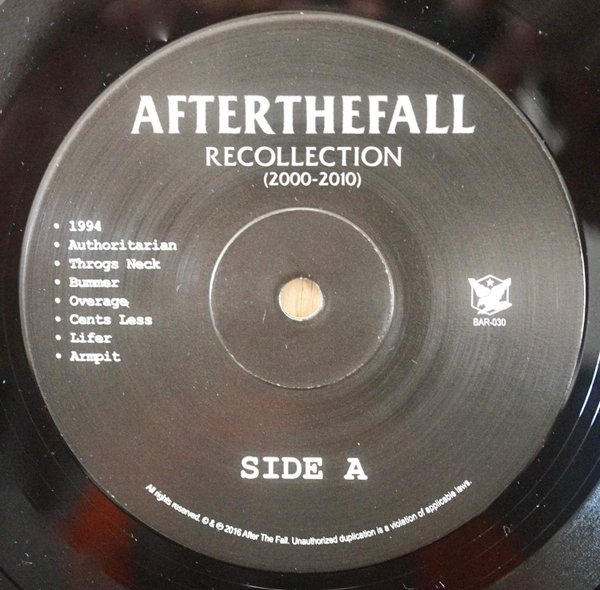 AFTERTHEFALL
RECOLLECTION
(2000-2010)
• 1994
• Authoritarian
• Throgs Neck
• Bummer
• Overage
• Cents Less
• Lifer
• Armpit
BAR-030
SIDE A
All rights reserved. © & ℗ 2016 After The Fall. Unauthorized duplication is a violation of applicable laws.